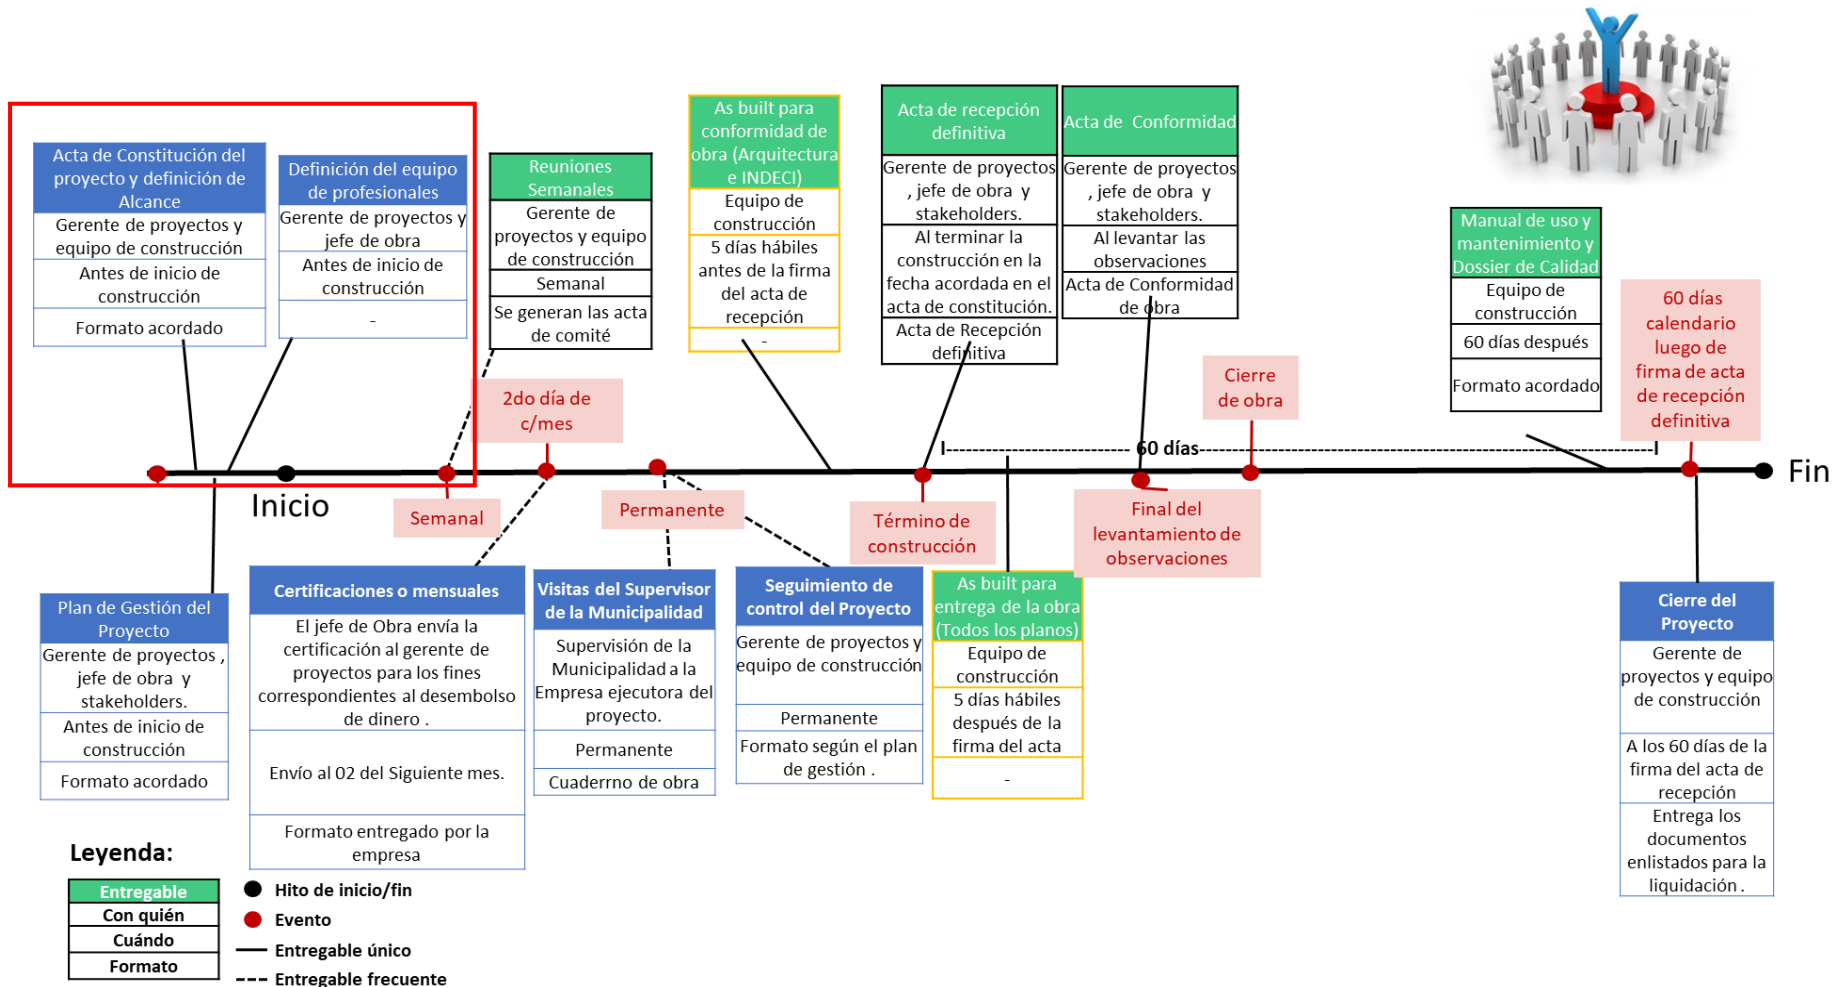 Acta de Constitución del
proyecto y definición de
Alcance
Gerente de proyectos y
equipo de construcción
Antes de inicio de
construcción
Formato acordado
Definición del equipo
de profesionales
Gerente de proyectos y
jefe de obra
Antes de inicio de
construcción
-
Reuniones
Semanales
Gerente de
proyectos y equipo
de construcción
Semanal
Se generan las acta
de comité
As built para
conformidad de
obra (Arquitectura
e INDECI)
Equipo de
construcción
5 días hábiles
antes de la firma
del acta de
recepción
-
Acta de recepción
definitiva
Gerente de proyectos
, jefe de obra y
stakeholders.
Al terminar la
construcción en la
fecha acordada en el
acta de constitución.
Acta de Recepción
definitiva
Acta de Conformidad
Gerente de proyectos
, jefe de obra y
stakeholders.
Al levantar las
observaciones
Acta de Conformidad
de obra
Manual de uso y
mantenimiento y
Dossier de Calidad
Equipo de
construcción
60 días después
Formato acordado
60 días
calendario
luego de
firma de acta
de recepción
definitiva
2do día de
c/mes
Cierre
de obra
60 días
Inicio
Fin
Semanal
Permanente
Término de
construcción
Final del
levantamiento de
observaciones
Plan de Gestión del
Proyecto
Gerente de proyectos ,
jefe de obra y
stakeholders.
Antes de inicio de
construcción
Formato acordado
Certificaciones o mensuales
El jefe de Obra envía la
certificación al gerente de
proyectos para los fines
correspondientes al desembolso
de dinero .
Envío al 02 del Siguiente mes.
Formato entregado por la
empresa
Visitas del Supervisor
de la Municipalidad
Supervisión de la
Municipalidad a la
Empresa ejecutora del
proyecto.
Permanente
Cuaderrno de obra
Seguimiento de
control del Proyecto
Gerente de proyectos y
equipo de construcción
Permanente
Formato según el plan
de gestión .
As built para
entrega de la obra
(Todos los planos)
Equipo de
construcción
5 días hábiles
después de la
firma del acta
-
Cierre del
Proyecto
Gerente de
proyectos y equipo
de construcción
A los 60 días de la
firma del acta de
recepción
Entrega los
documentos
enlistados para la
liquidación .
Leyenda:
Entregable
Con quién
Cuándo
Formato
Hito de inicio/fin
Evento
Entregable único
Entregable frecuente